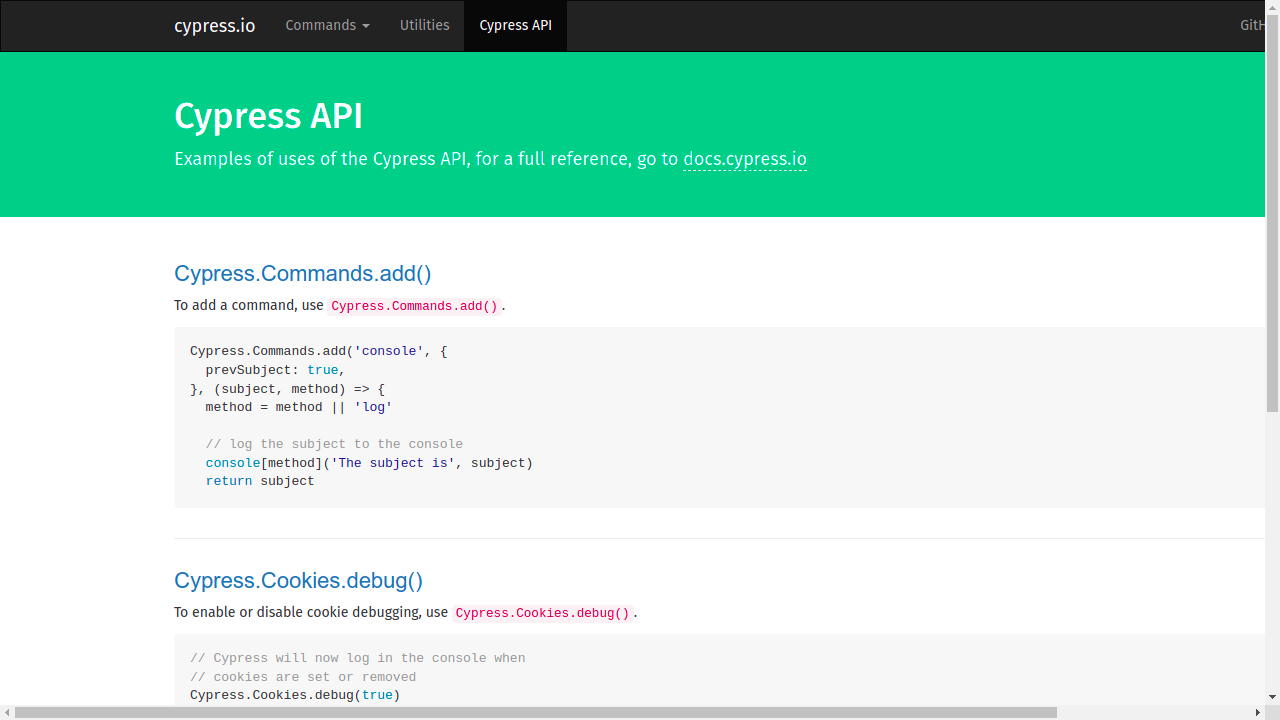 cypress.io Commands Utilities Cypress API GitH
Cypress API
Examples of uses of the Cypress API, for a full reference, go to docs.cypress.io
Cypress.Commands.add()
To add a command, use Cypress.Commands.add().
Cypress.Commands.add('console', {
  prevSubject: true,
}, (subject, method) => {
  method = method || 'log'
  // log the subject to the console
  console[method]('The subject is', subject)
  return subject
Cypress.Cookies.debug()
To enable or disable cookie debugging, use Cypress.Cookies.debug().
// Cypress will now log in the console when
// cookies are set or removed
Cypress.Cookies.debug(true)